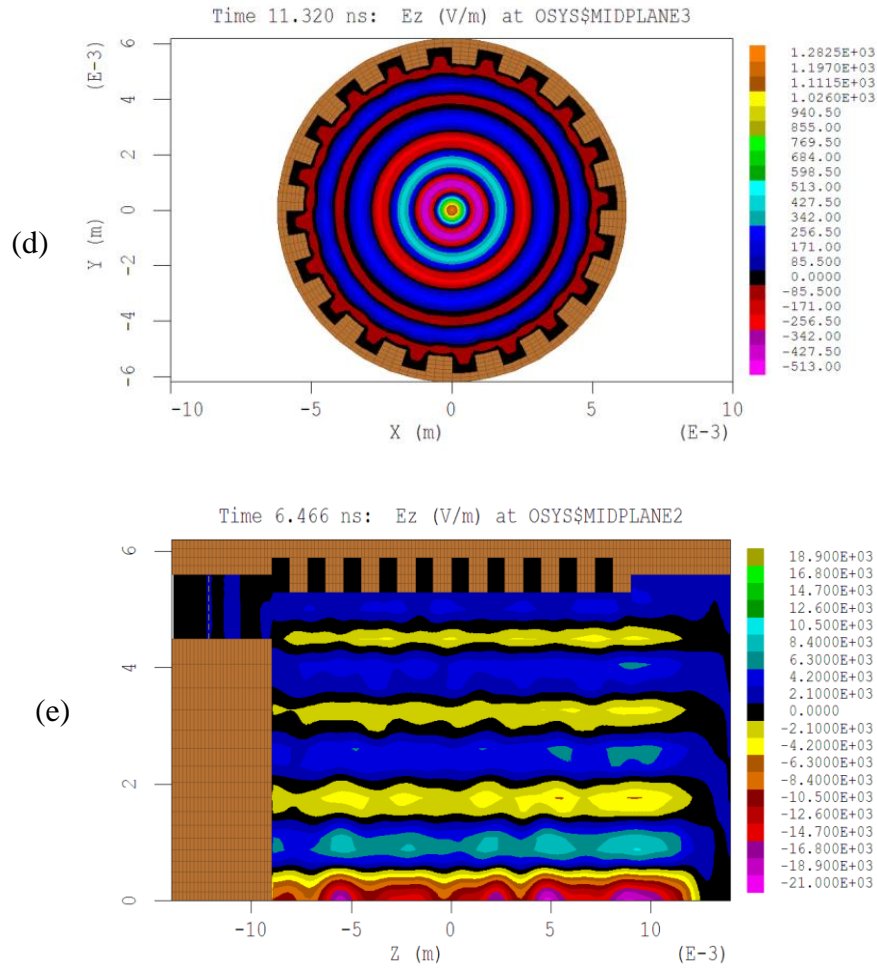 Time 11.320 ns: Ez (V/m) at OSYS$MIDPLANE3
(d)
Y (m)
(E-3)
6
4
2
0
-2
-4
-6
-10
-5
0
5
10
X (m)
(E-3)
1.2825E+03
1.1970E+03
1.1115E+03
1.0260E+03
940.50
855.00
769.50
684.00
598.50
513.00
427.50
342.00
256.50
171.00
85.500
0.0000
-85.500
-171.00
-256.50
-342.00
-427.50
-513.00
Time 6.466 ns: Ez (V/m) at OSYS$MIDPLANE2
(e)
6
4
2
0
-10
-5
0
5
10
Z (m)
(E-3)
18.900E+03
16.800E+03
14.700E+03
12.600E+03
10.500E+03
8.4000E+03
6.3000E+03
4.2000E+03
2.1000E+03
0.0000
-2.1000E+03
-4.2000E+03
-6.3000E+03
-8.4000E+03
-10.500E+03
-12.600E+03
-14.700E+03
-16.800E+03
-18.900E+03
-21.000E+03